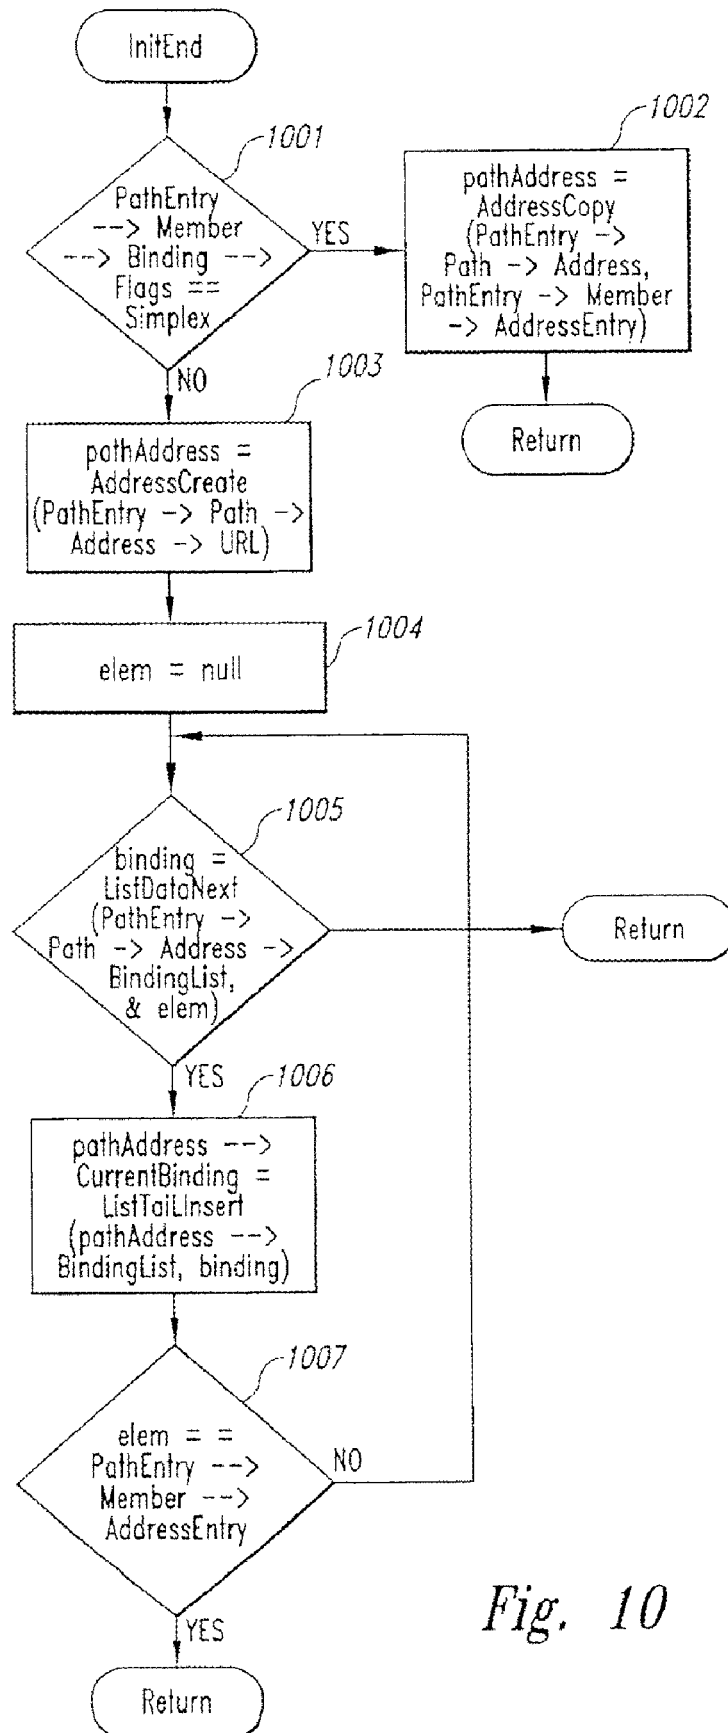 InitEnd
1001
PathEntry
--> Member
--> Binding -->
Flags ==
Simplex
YES
NO
1002
pathAddress =
AddressCopy
(PathEntry ->
Path -> Address,
PathEntry -> Member
-> AddressEntry)
Return
1003
pathAddress =
AddressCreate
(PathEntry -> Path ->
Address -> URL)
1004
elem = null
1005
binding =
ListDataNext
(PathEntry ->
Path -> Address ->
BindingList,
& elem)
Return
YES
1006
pathAddress -->
CurrentBinding =
ListTailInsert
(pathAddress -->
BindingList, binding)
1007
elem = =
PathEntry -->
Member -->
AddressEntry
NO
YES
Return
Fig. 10